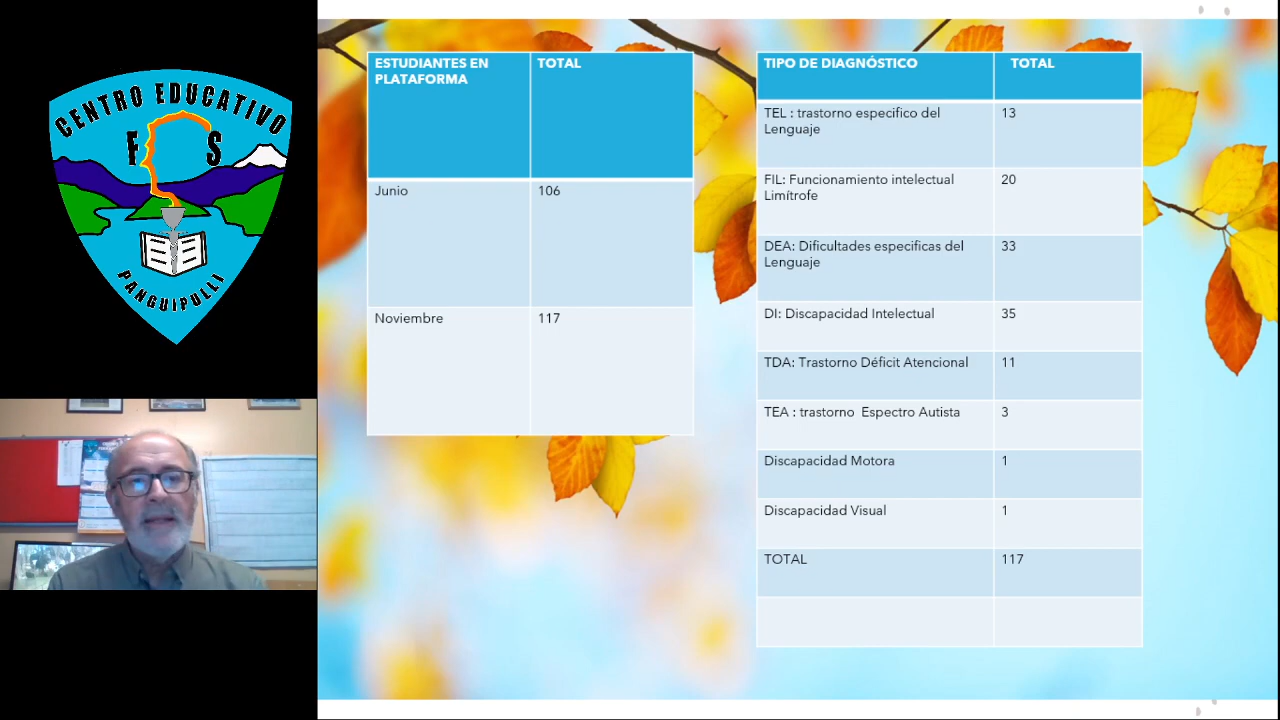 CENTRO EDUCATIVO
F S
PANGUIPULLI
ESTUDIANTES EN
PLATAFORMA
TOTAL
Junio
106
Noviembre
117
TIPO DE DIAGNÓSTICO
TOTAL
TEL : trastorno especifico del
Lenguaje
13
FIL: Funcionamiento intelectual
Limítrofe
20
DEA: Dificultades especificas del
Lenguaje
33
DI: Discapacidad Intelectual
35
TDA: Trastorno Déficit Atencional
11
TEA : trastorno  Espectro Autista
3
Discapacidad Motora
1
Discapacidad Visual
1
TOTAL
117